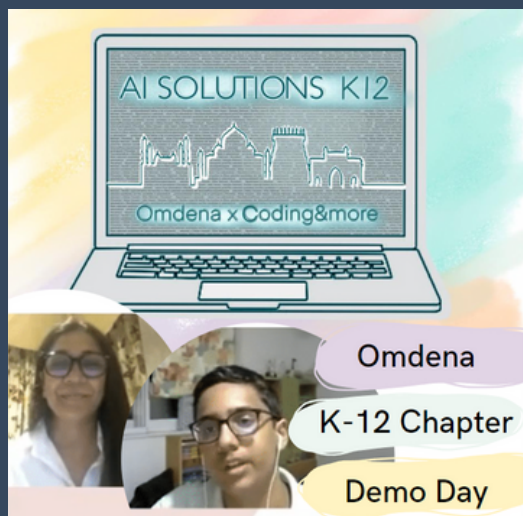 AI SOLUTIONS K12
Omdena x Coding&more
Omdena
K-12 Chapter
Demo Day